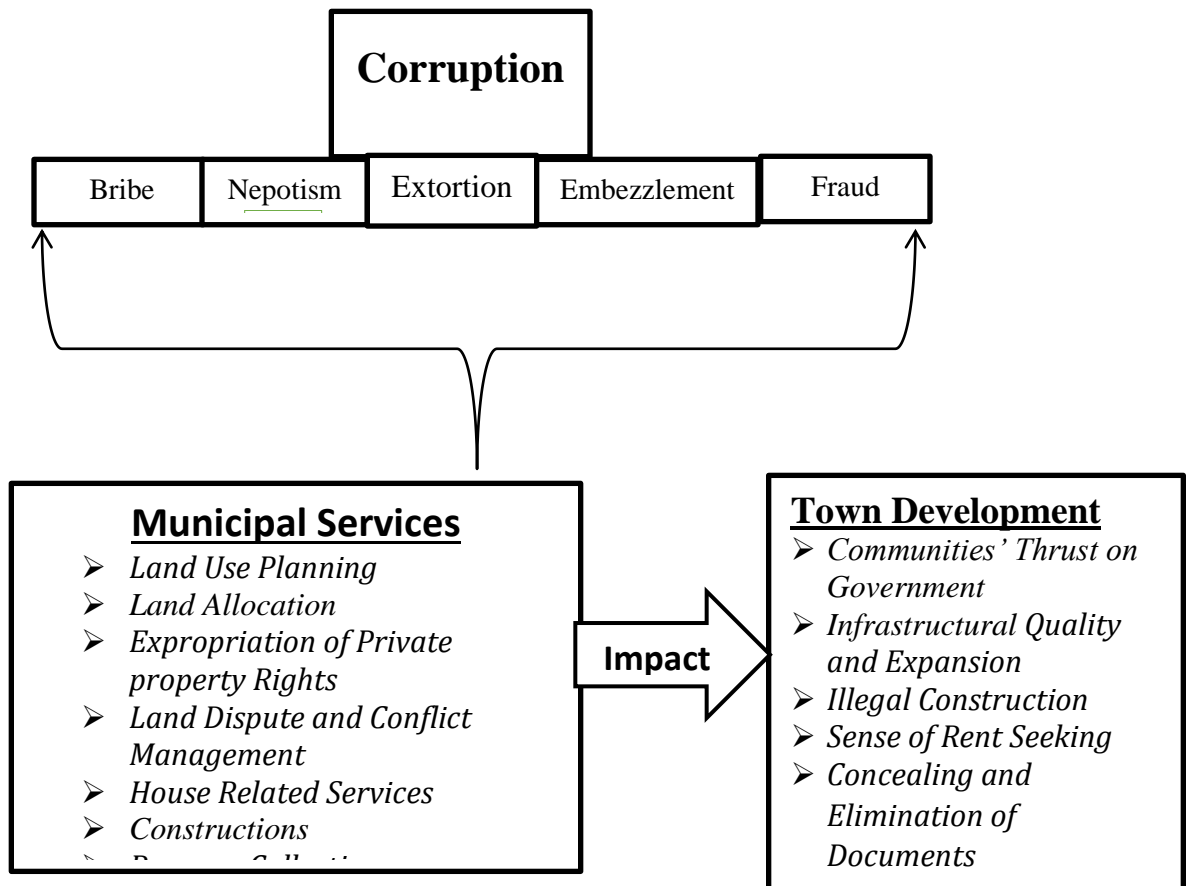 Corruption
Bribe
Nepotism
Extortion
Embezzlement
Fraud
Municipal Services
➢ Land Use Planning
➢ Land Allocation
➢ Expropriation of Private
property Rights
➢ Land Dispute and Conflict
Management
➢ House Related Services
➢ Constructions
Impact
Town Development
➢ Communities’ Thrust on
Government
➢ Infrastructural Quality
and Expansion
➢ Illegal Construction
➢ Sense of Rent Seeking
➢ Concealing and
Elimination of
Documents